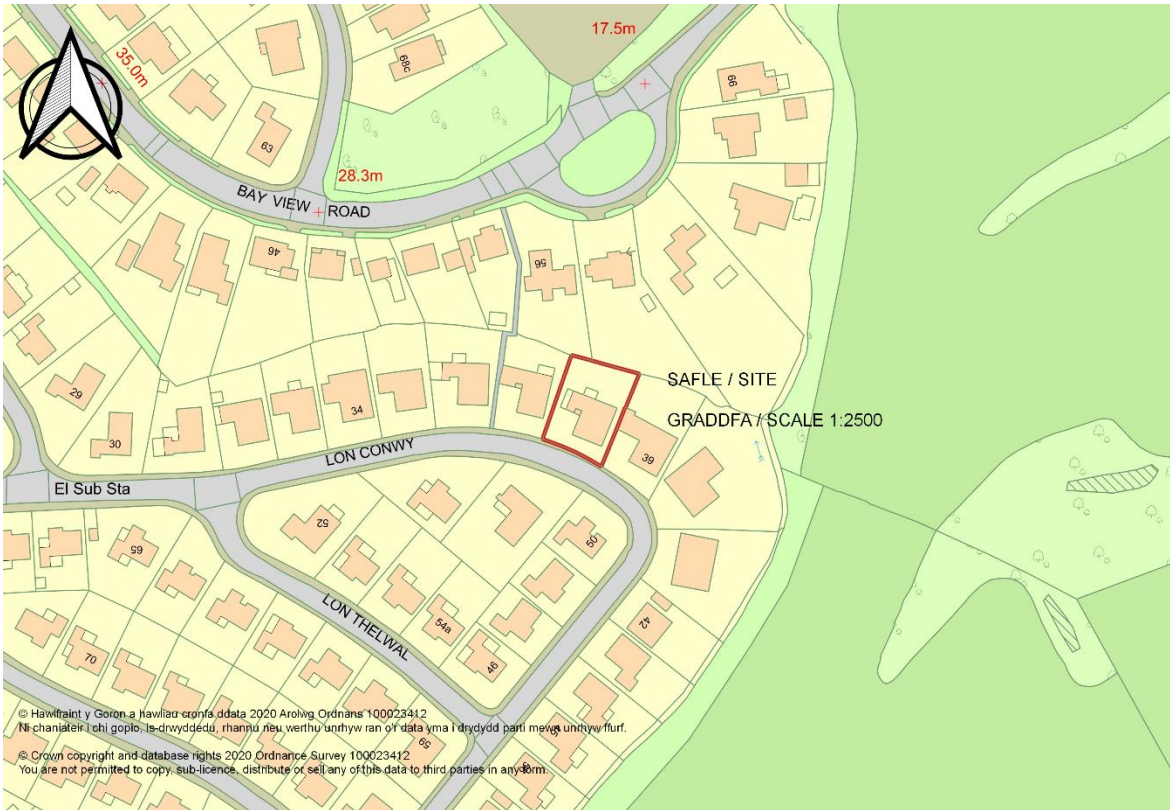 17.5m
35.0m
68c
66
63
28.3m
BAY VIEW ROAD
46
56
SAFLE / SITE
29
34
GRADDFA / SCALE 1:2500
30
39
LON CONWY
El Sub Sta
52
50
65
LON THELWAL
54a
42
70
46
© Hawlfraint y Goron a hawliau cronfa ddata 2020 Arolwg Ordnans 100023412
Ni chaniateir i chi gopïo, is-drwyddedu, rhannu neu werthu unrhyw ran o'r data yma i drydydd parti mewn unrhyw ffurf.
59
© Crown copyright and database rights 2020 Ordnance Survey 100023412
You are not permitted to copy, sub-licence, distribute or sell any of this data to third parties in any form.